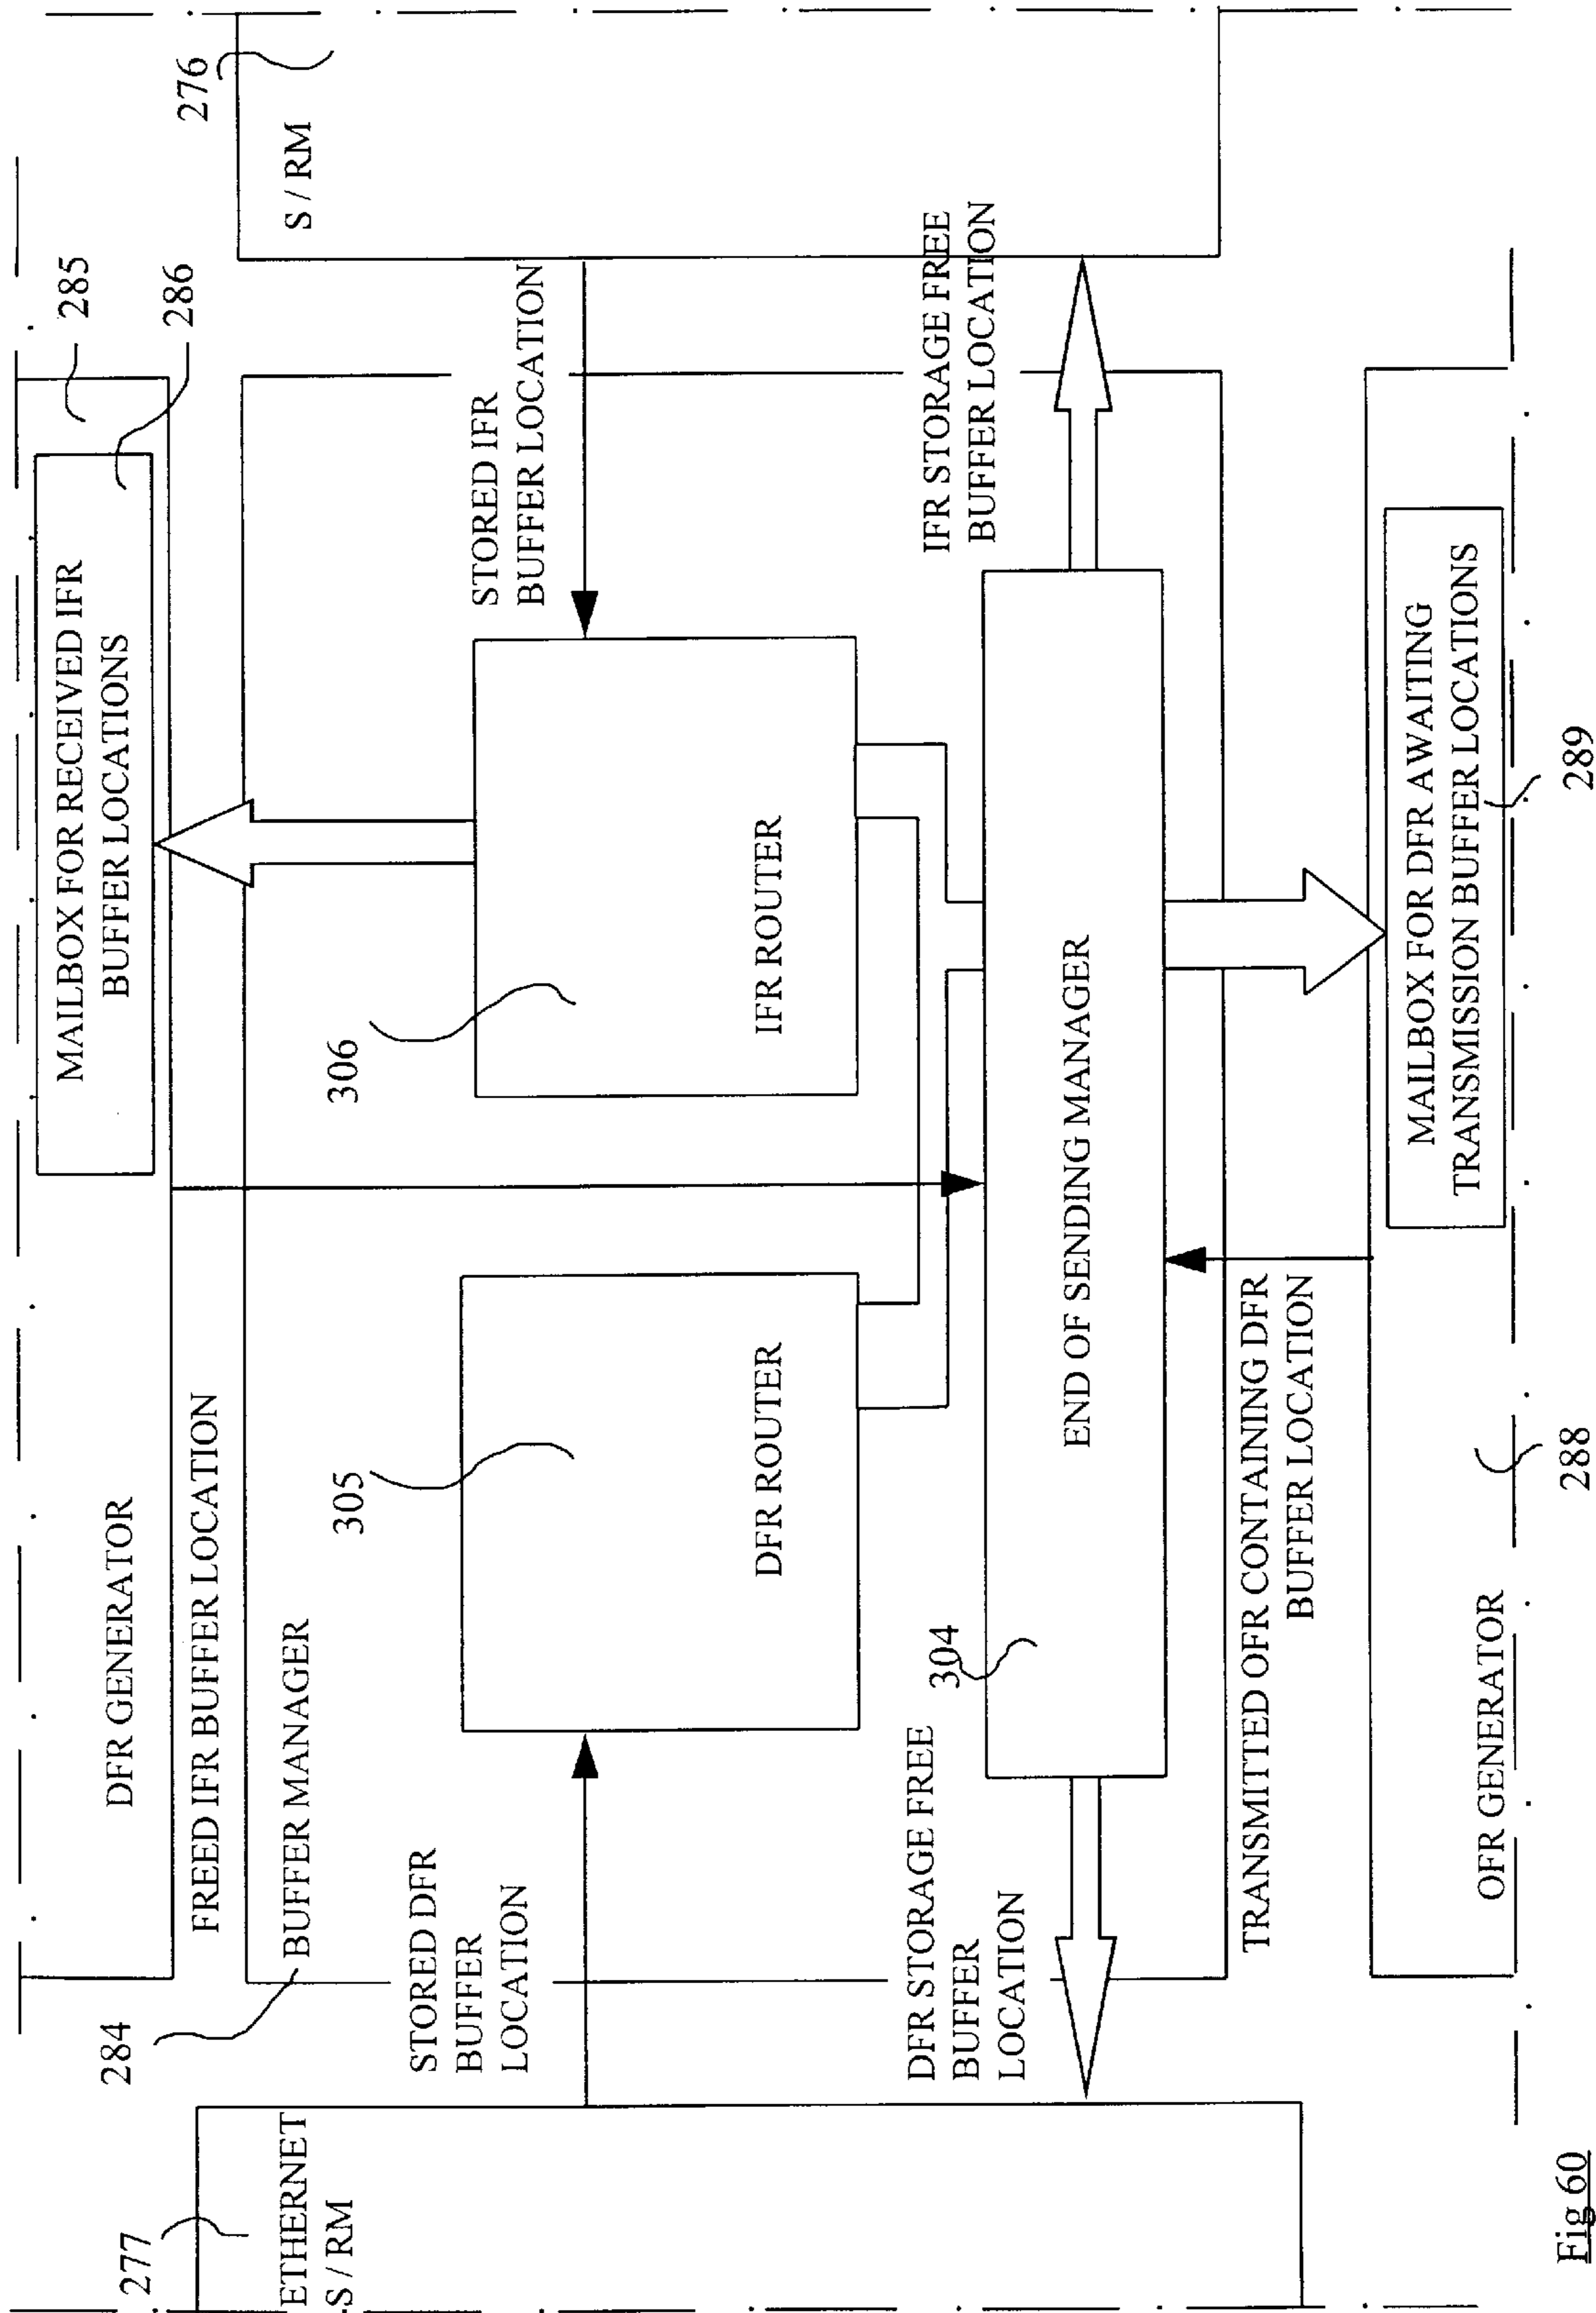 277
ETHERNET
S / RM
284
BUFFER MANAGER
DFR GENERATOR
FREED IFR BUFFER LOCATION
MAILBOX FOR RECEIVED IFR
BUFFER LOCATIONS
285
286
276
S / RM
STORED DFR
BUFFER
LOCATION
305
DFR ROUTER
306
IFR ROUTER
STORED IFR
BUFFER LOCATION
DFR STORAGE FREE
BUFFER
LOCATION
304
END OF SENDING MANAGER
IFR STORAGE FREE
BUFFER LOCATION
TRANSMITTED OFR CONTAINING DFR
BUFFER LOCATION
MAILBOX FOR DFR AWAITING
TRANSMISSION BUFFER LOCATIONS
OFR GENERATOR
288
289
Fig 60